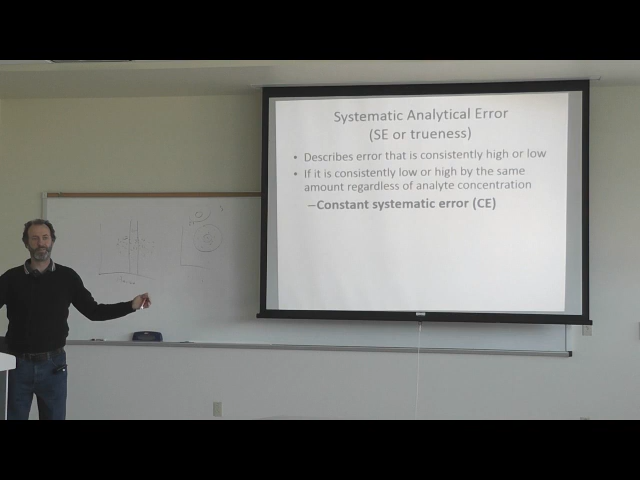 Systematic Analytical Error
(SE or trueness)
• Describes error that is consistently high or low
• If it is consistently low or high by the same
amount regardless of analyte concentration
–Constant systematic error (CE)